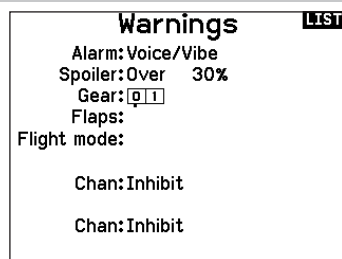 Warnings
LIST
Alarm: Voice/Vibe
Spoiler: Over 30%
Gear: 0 1
Flaps:
Flight mode:
Chan: Inhibit
Chan: Inhibit